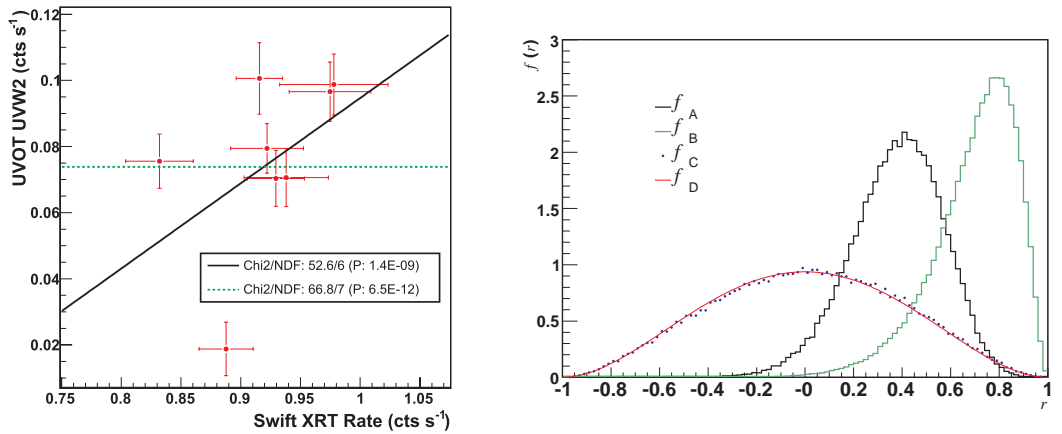 UVOT UVW2 (cts s⁻¹)
0.12
0.1
0.08
0.06
0.04
0.02
Chi2/NDF: 52.6/6 (P: 1.4E-09)
Chi2/NDF: 66.8/7 (P: 6.5E-12)
0.75 0.8 0.85 0.9 0.95 1 1.05
Swift XRT Rate (cts s⁻¹)
f (r)
3
2.5
2
1.5
1
0.5
0
f A
f B
f C
f D
-1 -0.8 -0.6 -0.4 -0.2 -0 0.2 0.4 0.6 0.8 1
r